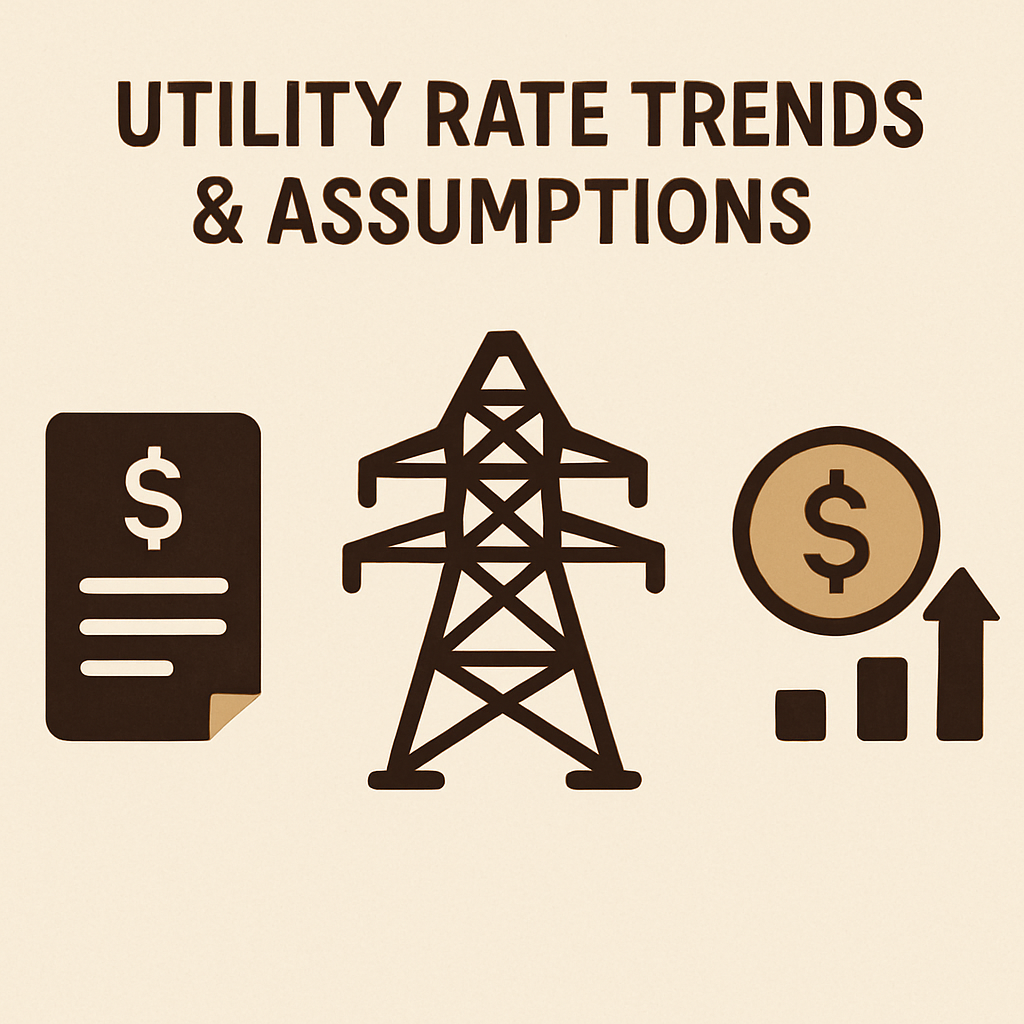 UTILITY RATE TRENDS
& ASSUMPTIONS
$
$